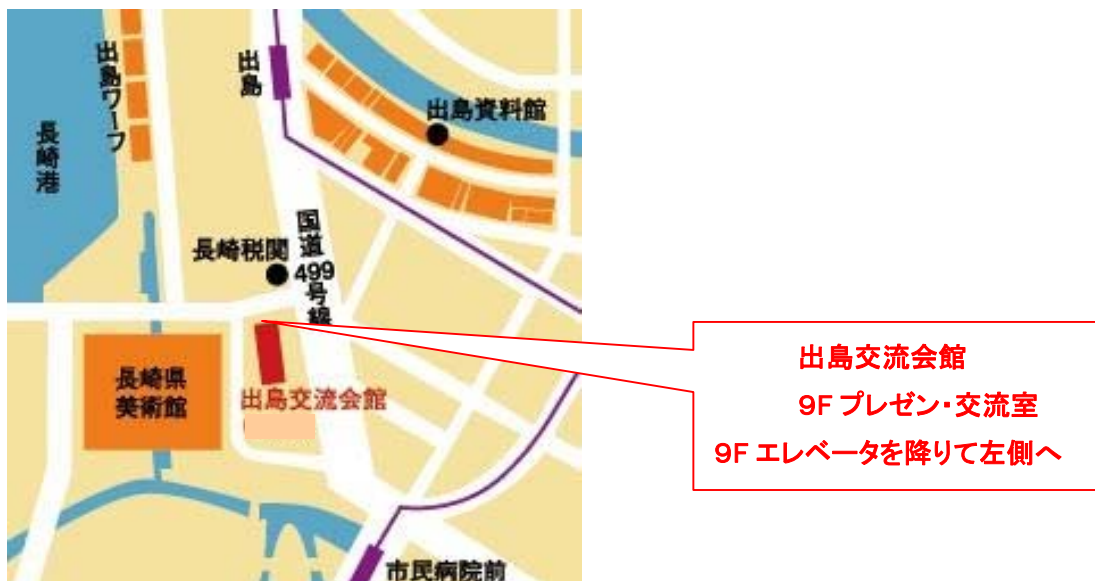 出島ワーフ
出島
出島資料館
長崎港
国道
499
号線
長崎税関
長崎県
美術館
出島交流会館
市民病院前
出島交流会館
9F プレゼン・交流室
9F エレベータを降りて左側へ